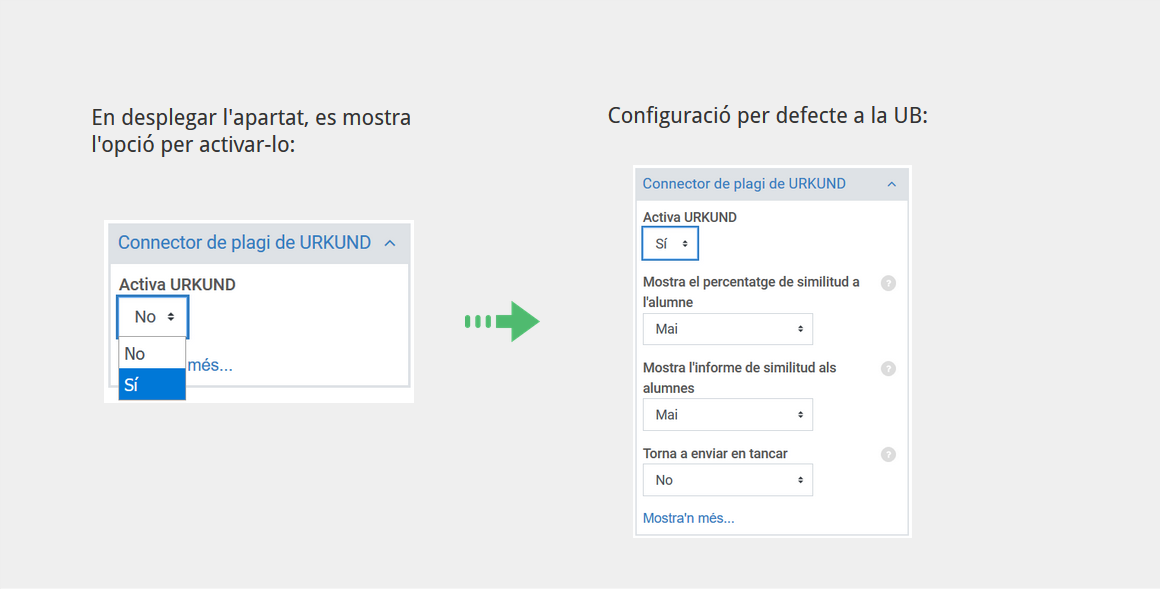 En desplegar l'apartat, es mostra
l'opció per activar-lo:
Connector de plagi de URKUND
Activa URKUND
No
No
Sí
més...
Configuració per defecte a la UB:
Connector de plagi de URKUND
Activa URKUND
Sí
Mostra el percentatge de similitud a
l'alumne
?
Mai
Mostra l'informe de similitud als
alumnes
?
Mai
Torna a enviar en tancar
?
No
Mostra'n més...